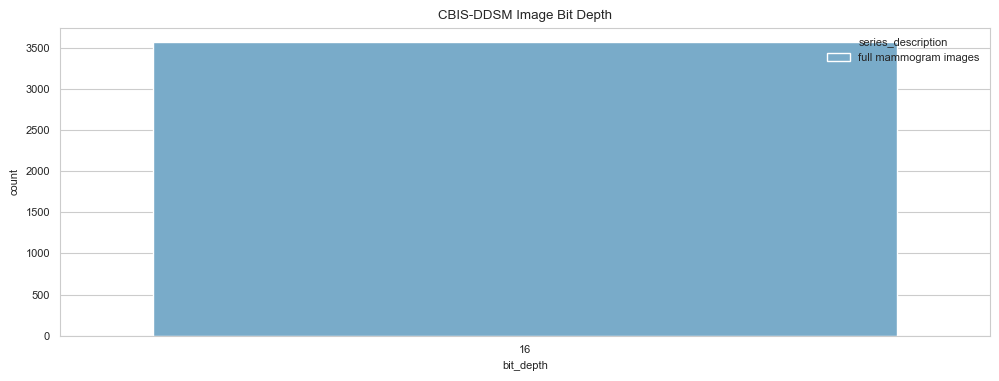 CBIS-DDSM Image Bit Depth
series_description
full mammogram images
3500
3000
2500
2000
1500
1000
500
0
count
16
bit_depth